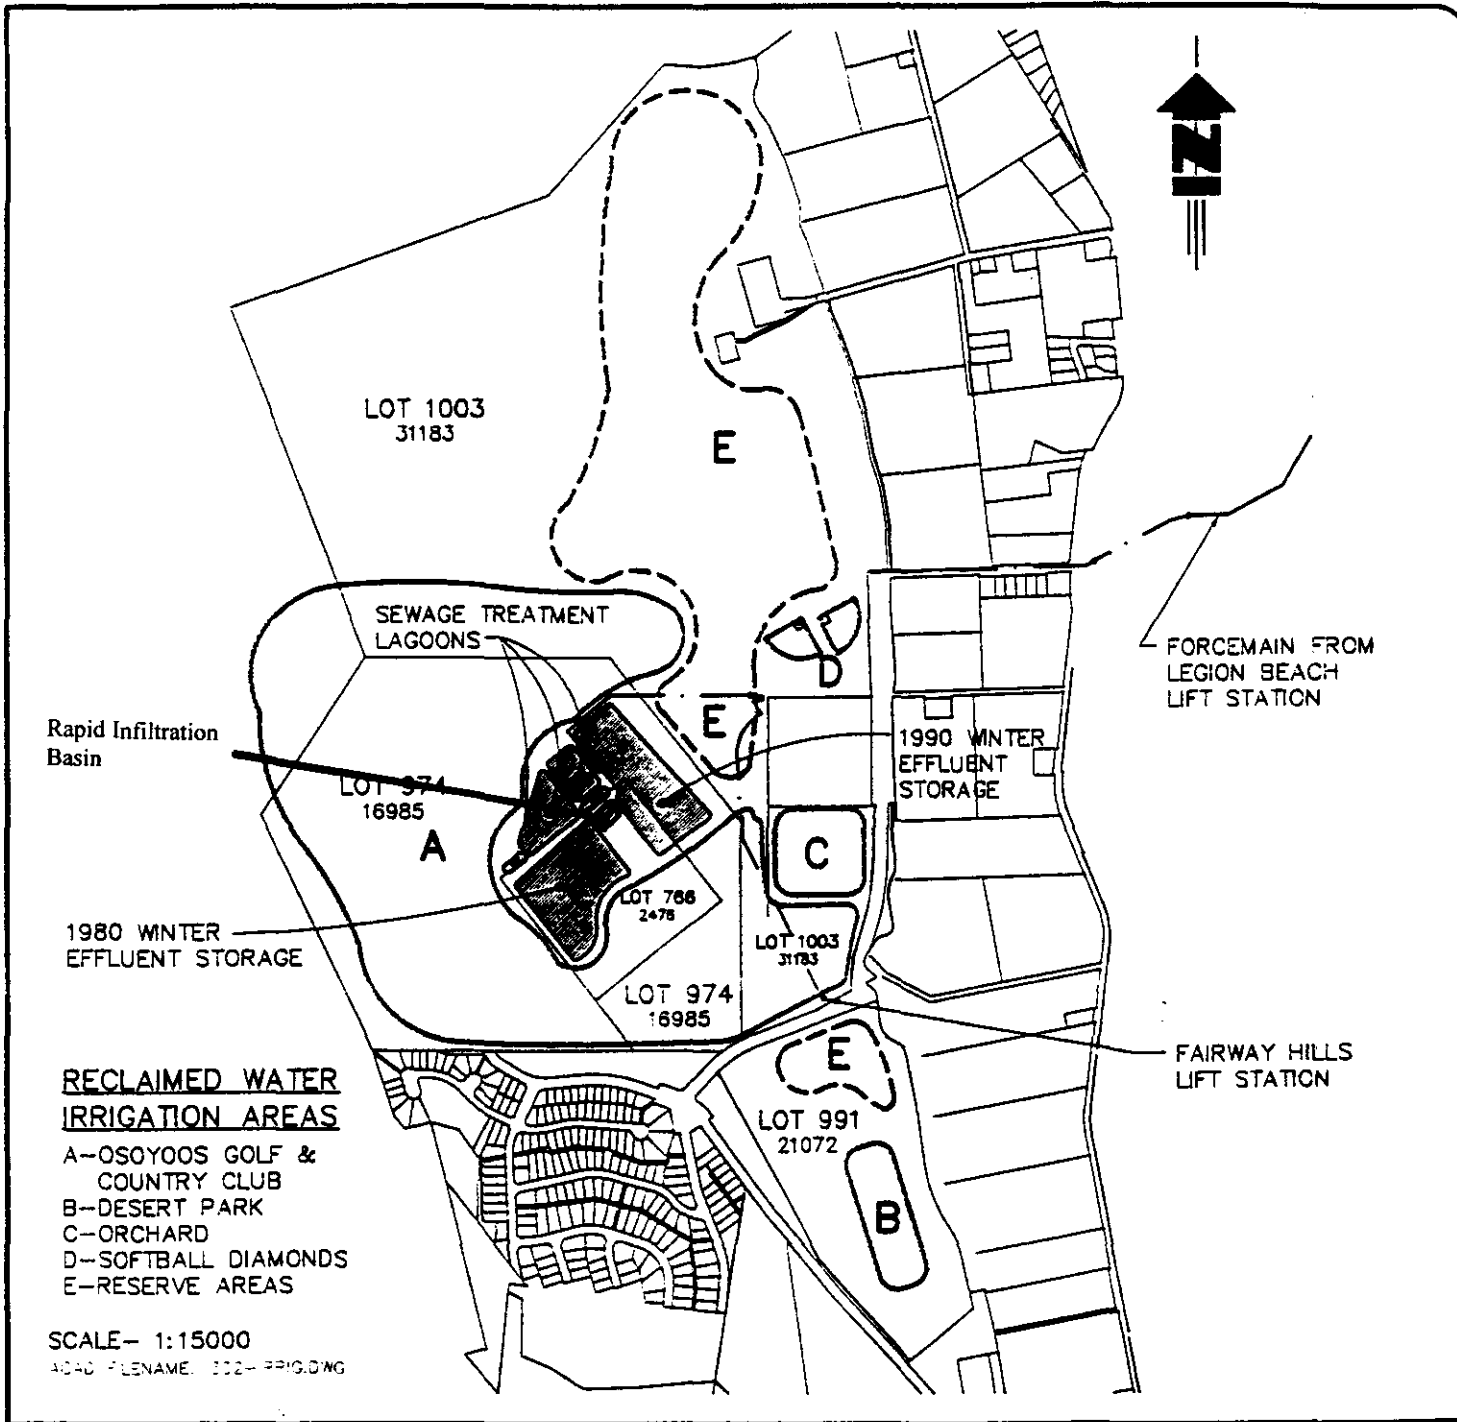 N
LOT 1003
31183
E
SEWAGE TREATMENT
LAGOONS
D
FORCEMAIN FROM
LEGION BEACH
LIFT STATION
Rapid Infiltration
Basin
E
1990 WINTER
EFFLUENT
STORAGE
LOT 974
16985
A
C
LOT 766
2476
1980 WINTER
EFFLUENT STORAGE
LOT 1003
31183
LOT 974
16985
E
FAIRWAY HILLS
LIFT STATION
LOT 991
21072
B
RECLAIMED WATER
IRRIGATION AREAS
A-OSOYOOS GOLF &
COUNTRY CLUB
B-DESERT PARK
C-ORCHARD
D-SOFTBALL DIAMONDS
E-RESERVE AREAS
SCALE- 1:15000